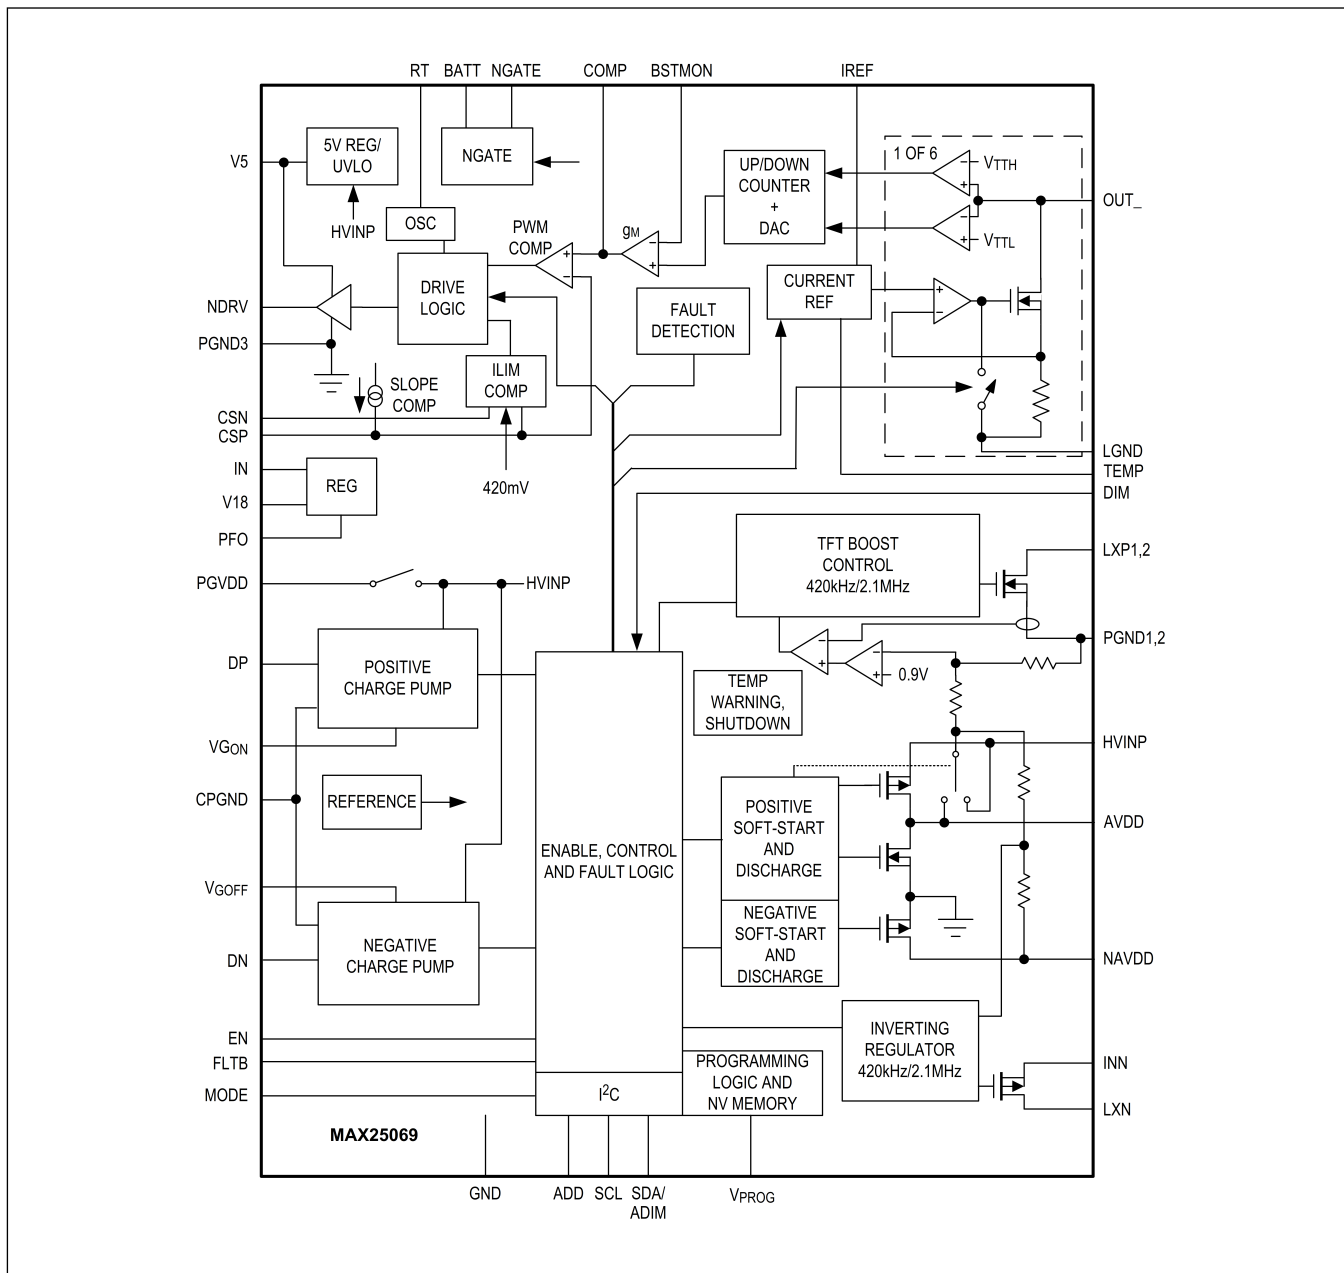 RT BATT NGATE COMP BSTMON IREF
V5
5V REG/
UVLO
HVINP
NGATE
OSC
PWM
COMP
gM
UP/DOWN
COUNTER
+
DAC
1 OF 6
VTTH
VTTL
OUT_
NDRV
PGND3
DRIVE
LOGIC
FAULT
DETECTION
CURRENT
REF
SLOPE
COMP
ILIM
COMP
420mV
CSN
CSP
IN
V18
PFO
REG
LGND
TEMP
DIM
TFT BOOST
CONTROL
420kHz/2.1MHz
LXP1,2
PGND1,2
PGVDD
HVINP
DP
POSITIVE
CHARGE PUMP
VGON
CPGND
REFERENCE
TEMP
WARNING,
SHUTDOWN
0.9V
HVINP
AVDD
ENABLE, CONTROL
AND FAULT LOGIC
POSITIVE
SOFT-START
AND
DISCHARGE
NEGATIVE
SOFT-START
AND
DISCHARGE
NAVDD
VGOFF
DN
NEGATIVE
CHARGE PUMP
INVERTING
REGULATOR
420kHz/2.1MHz
INN
LXN
EN
FLTB
MODE
I2C
PROGRAMMING
LOGIC AND
NV MEMORY
MAX25069
GND ADD SCL SDA/
ADIM
VPROG